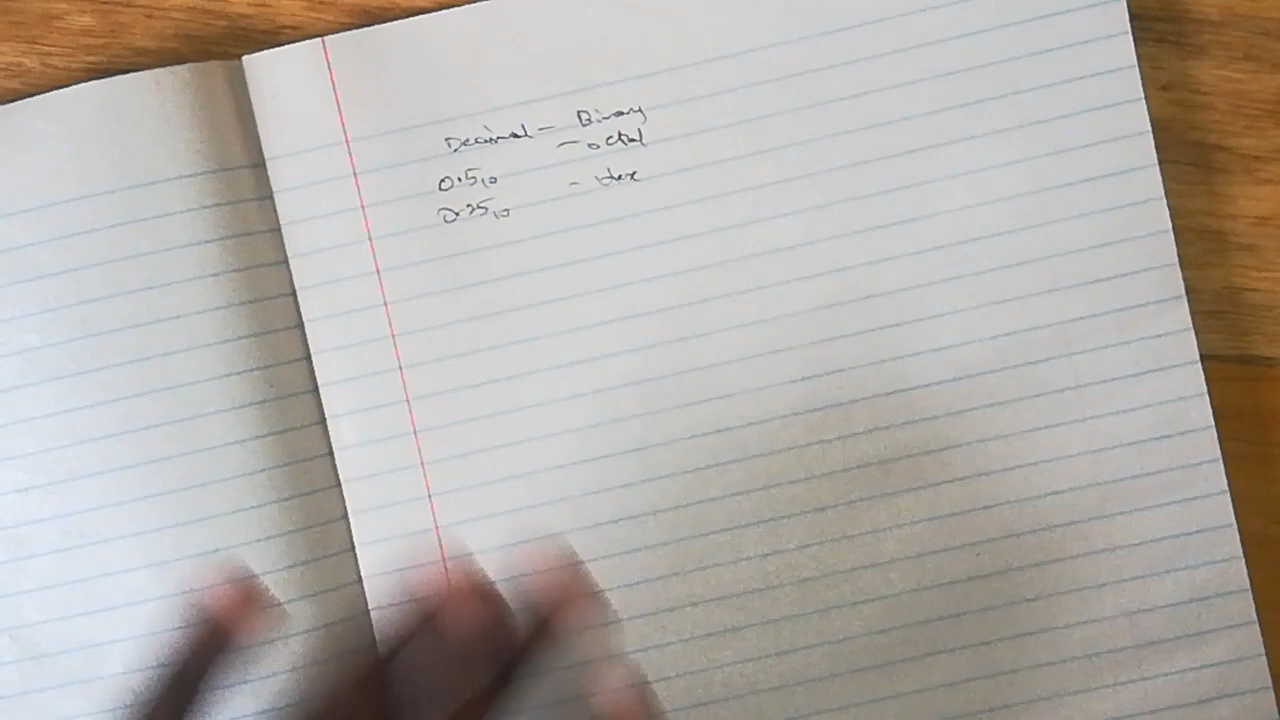 Decimal - Binary
- octal
0.5₁₀ - Hex
0.25₁₀